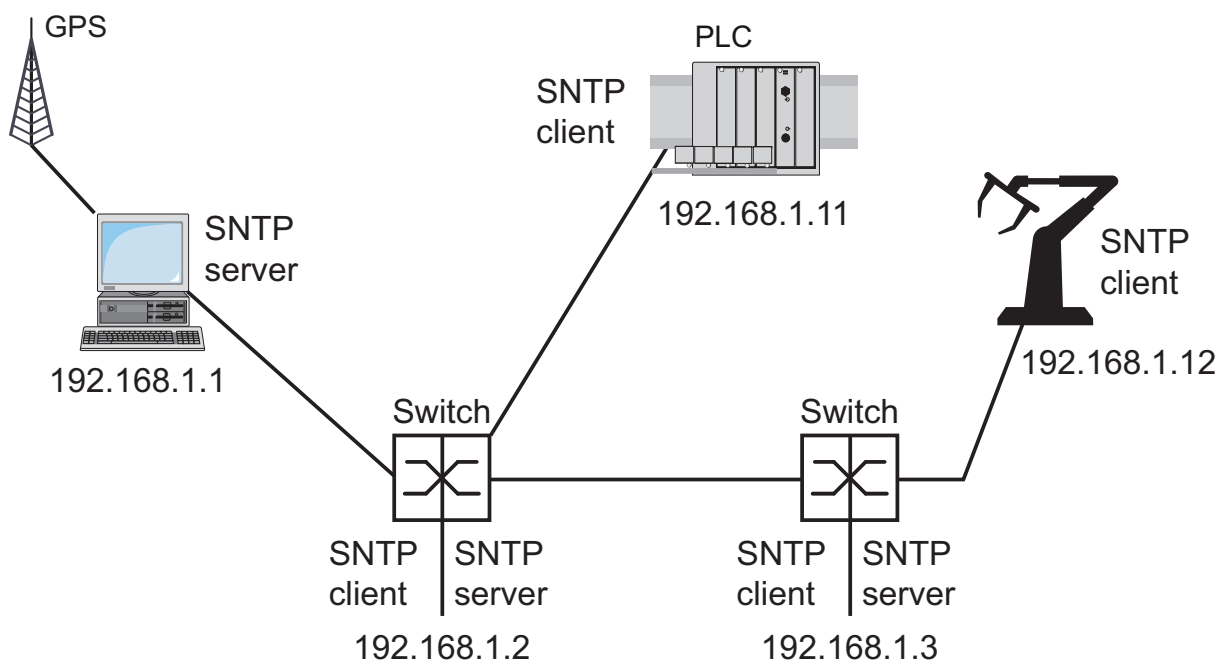 GPS
PLC
SNTP
client
192.168.1.11
SNTP
server
192.168.1.1
SNTP
client
192.168.1.12
Switch
SNTP
client
SNTP
server
192.168.1.2
Switch
SNTP
client
SNTP
server
192.168.1.3